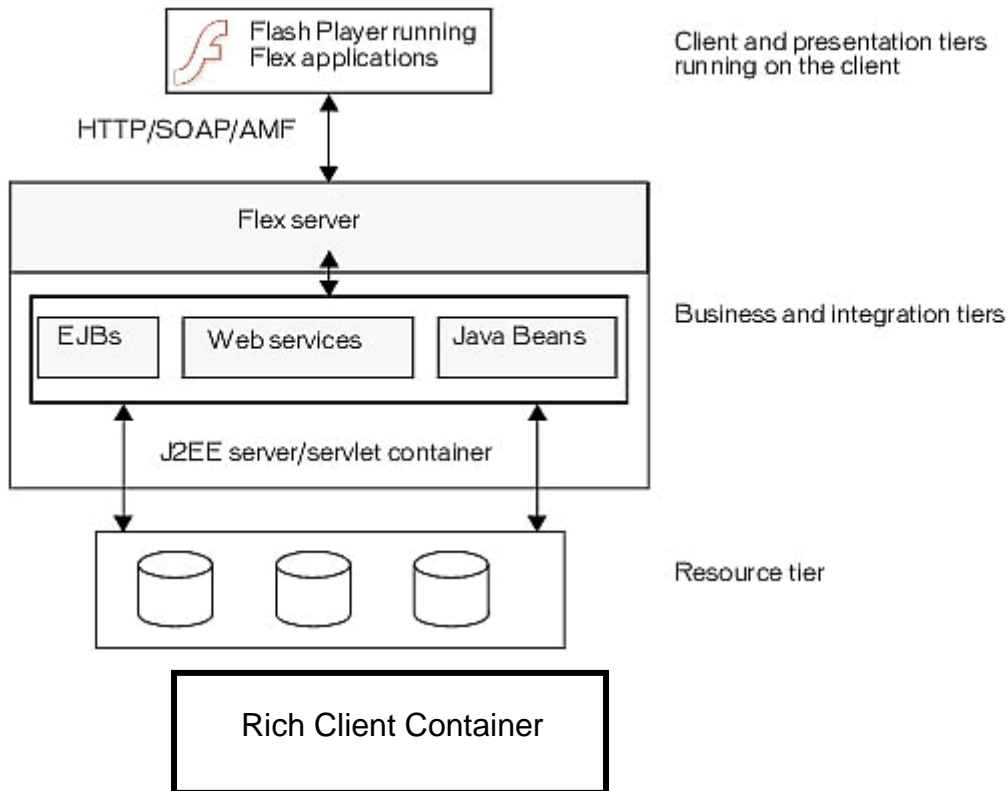 Flash Player running
Flex applications
Client and presentation tiers
running on the client
HTTP/SOAP/AMF
Flex server
Business and integration tiers
EJBs
Web services
Java Beans
J2EE server/servlet container
Resource tier
Rich Client Container